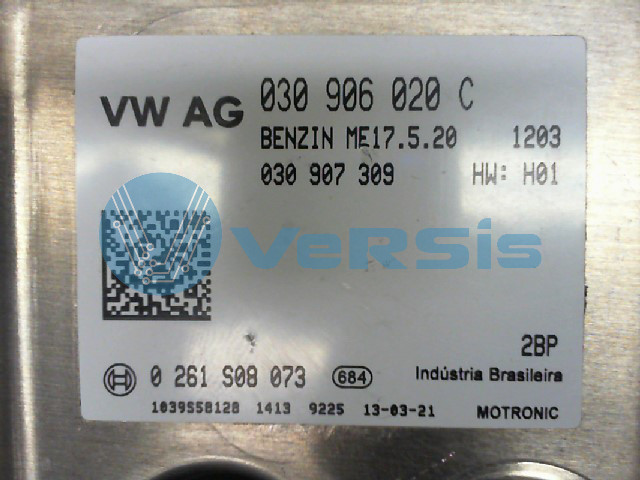 VW AG 030 906 020 C
BENZIN ME17.5.20 1203
030 907 309 HW: H01
VeRSis
2BP
0 261 S08 073 684 Indústria Brasileira
1039S58128 1413 9225 13-03-21 MOTRONIC